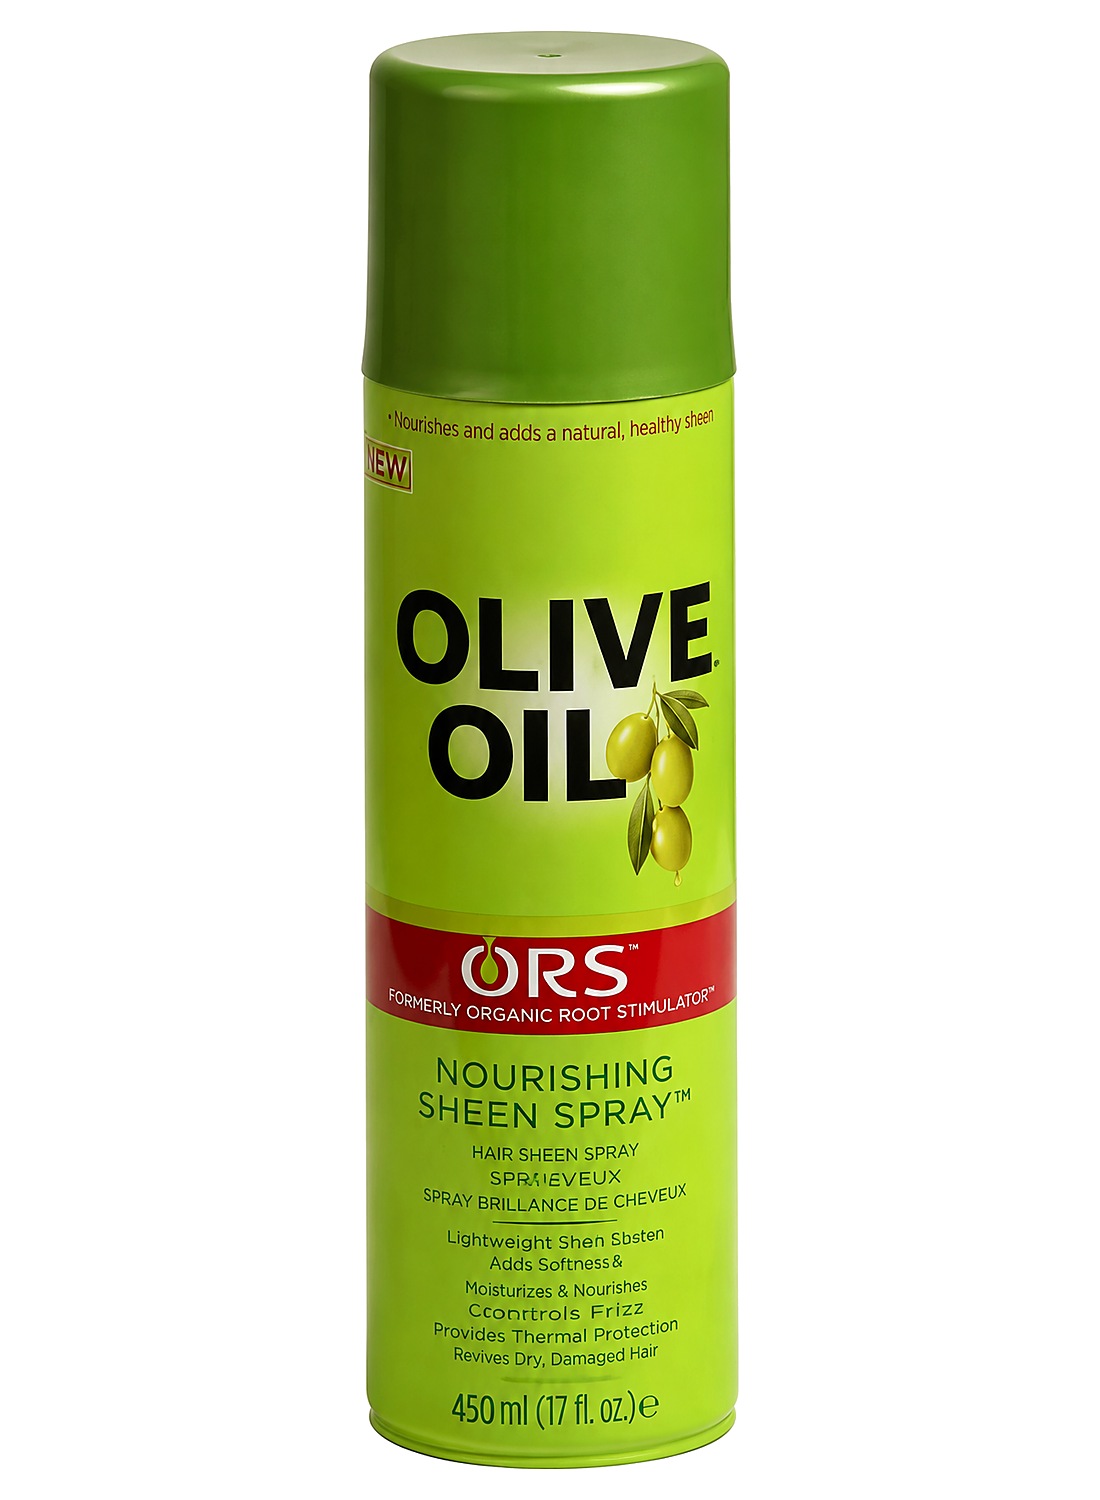 • Nourishes and adds a natural, healthy sheen
NEW
OLIVE
OIL
ORS™
FORMERLY ORGANIC ROOT STIMULATOR™
NOURISHING
SHEEN SPRAY™
HAIR SHEEN SPRAY
SPRAY BRILLANCE DE CHEVEUX
Lightweight Shen
Adds Softness &
Moisturizes & Nourishes
Ccontrols Frizz
Provides Thermal Protection
Revives Dry, Damaged Hair
450 ml (17 fl. oz.) e